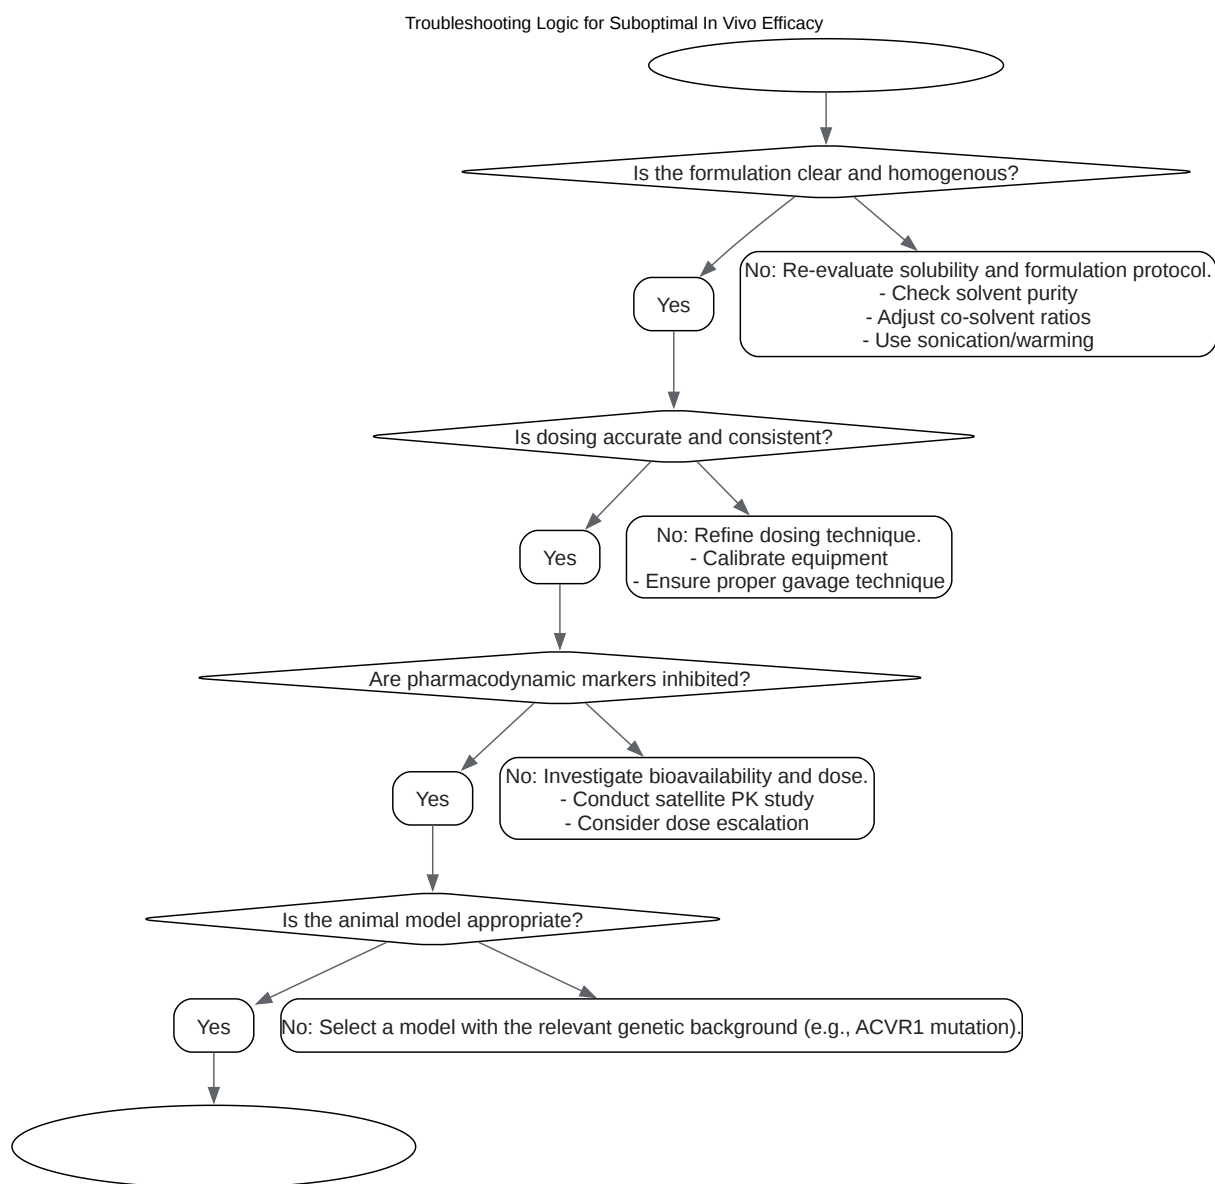 Troubleshooting Logic for Suboptimal In Vivo Efficacy
Is the formulation clear and homogenous?
Yes
No: Re-evaluate solubility and formulation protocol.
- Check solvent purity
- Adjust co-solvent ratios
- Use sonication/warming
Is dosing accurate and consistent?
Yes
No: Refine dosing technique.
- Calibrate equipment
- Ensure proper gavage technique
Are pharmacodynamic markers inhibited?
Yes
No: Investigate bioavailability and dose.
- Conduct satellite PK study
- Consider dose escalation
Is the animal model appropriate?
Yes
No: Select a model with the relevant genetic background (e.g., ACVR1 mutation).